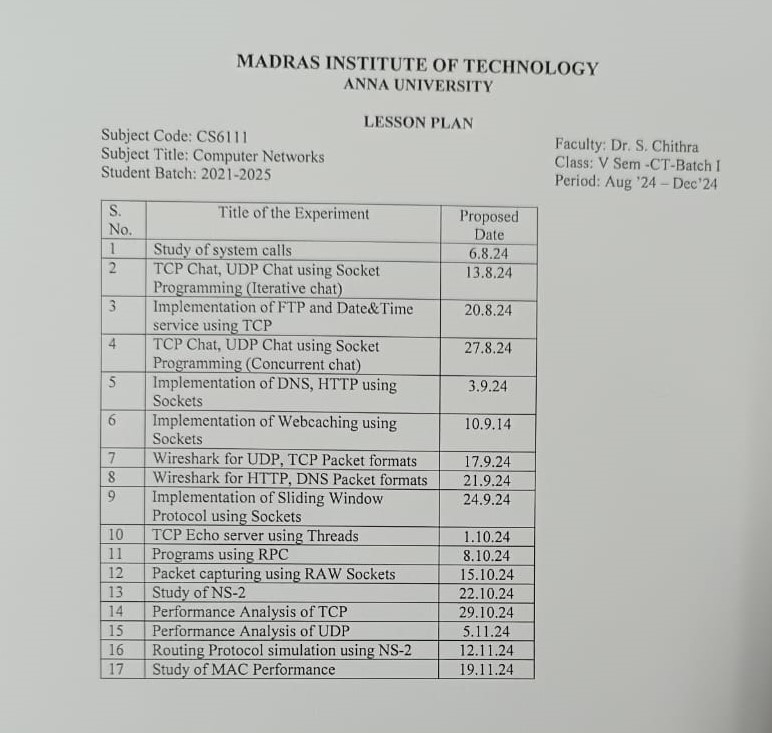 MADRAS INSTITUTE OF TECHNOLOGY
ANNA UNIVERSITY
LESSON PLAN
Subject Code: CS6111
Subject Title: Computer Networks
Student Batch: 2021-2025
Faculty: Dr. S. Chithra
Class: V Sem -CT-Batch I
Period: Aug '24 – Dec'24
S. No. Title of the Experiment Proposed Date
1 Study of system calls 6.8.24
2 TCP Chat, UDP Chat using Socket 13.8.24
Programming (Iterative chat)
3 Implementation of FTP and Date&Time 20.8.24
service using TCP
4 TCP Chat, UDP Chat using Socket 27.8.24
Programming (Concurrent chat)
5 Implementation of DNS, HTTP using 3.9.24
Sockets
6 Implementation of Webcaching using 10.9.14
Sockets
7 Wireshark for UDP, TCP Packet formats 17.9.24
8 Wireshark for HTTP, DNS Packet formats 21.9.24
9 Implementation of Sliding Window 24.9.24
Protocol using Sockets
10 TCP Echo server using Threads 1.10.24
11 Programs using RPC 8.10.24
12 Packet capturing using RAW Sockets 15.10.24
13 Study of NS-2 22.10.24
14 Performance Analysis of TCP 29.10.24
15 Performance Analysis of UDP 5.11.24
16 Routing Protocol simulation using NS-2 12.11.24
17 Study of MAC Performance 19.11.24